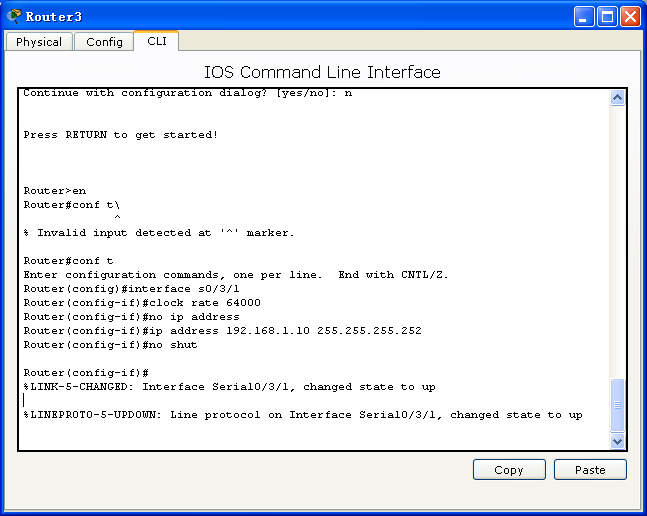 Router3
Physical Config CLI
IOS Command Line Interface
Continue with configuration dialog? [yes/no]: n
Press RETURN to get started!
Router>en
Router#conf t\
^
% Invalid input detected at '^' marker.
Router#conf t
Enter configuration commands, one per line.  End with CNTL/Z.
Router(config)#interface s0/3/1
Router(config-if)#clock rate 64000
Router(config-if)#no ip address
Router(config-if)#ip address 192.168.1.10 255.255.255.252
Router(config-if)#no shut
Router(config-if)#
%LINK-5-CHANGED: Interface Serial0/3/1, changed state to up
%LINEPROTO-5-UPDOWN: Line protocol on Interface Serial0/3/1, changed state to up
Copy Paste